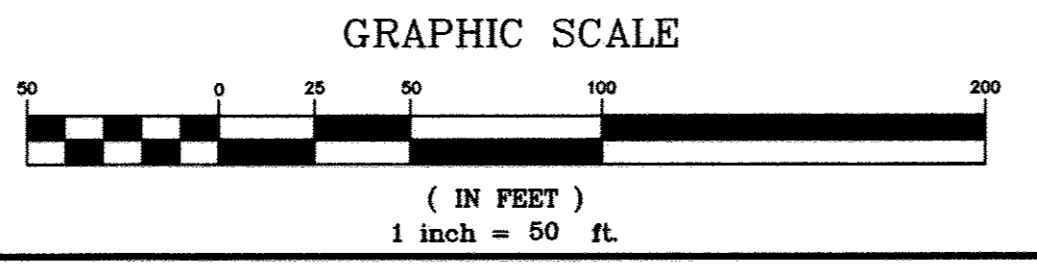 GRAPHIC SCALE
50 0 25 50 100 200
( IN FEET )
1 inch = 50 ft.